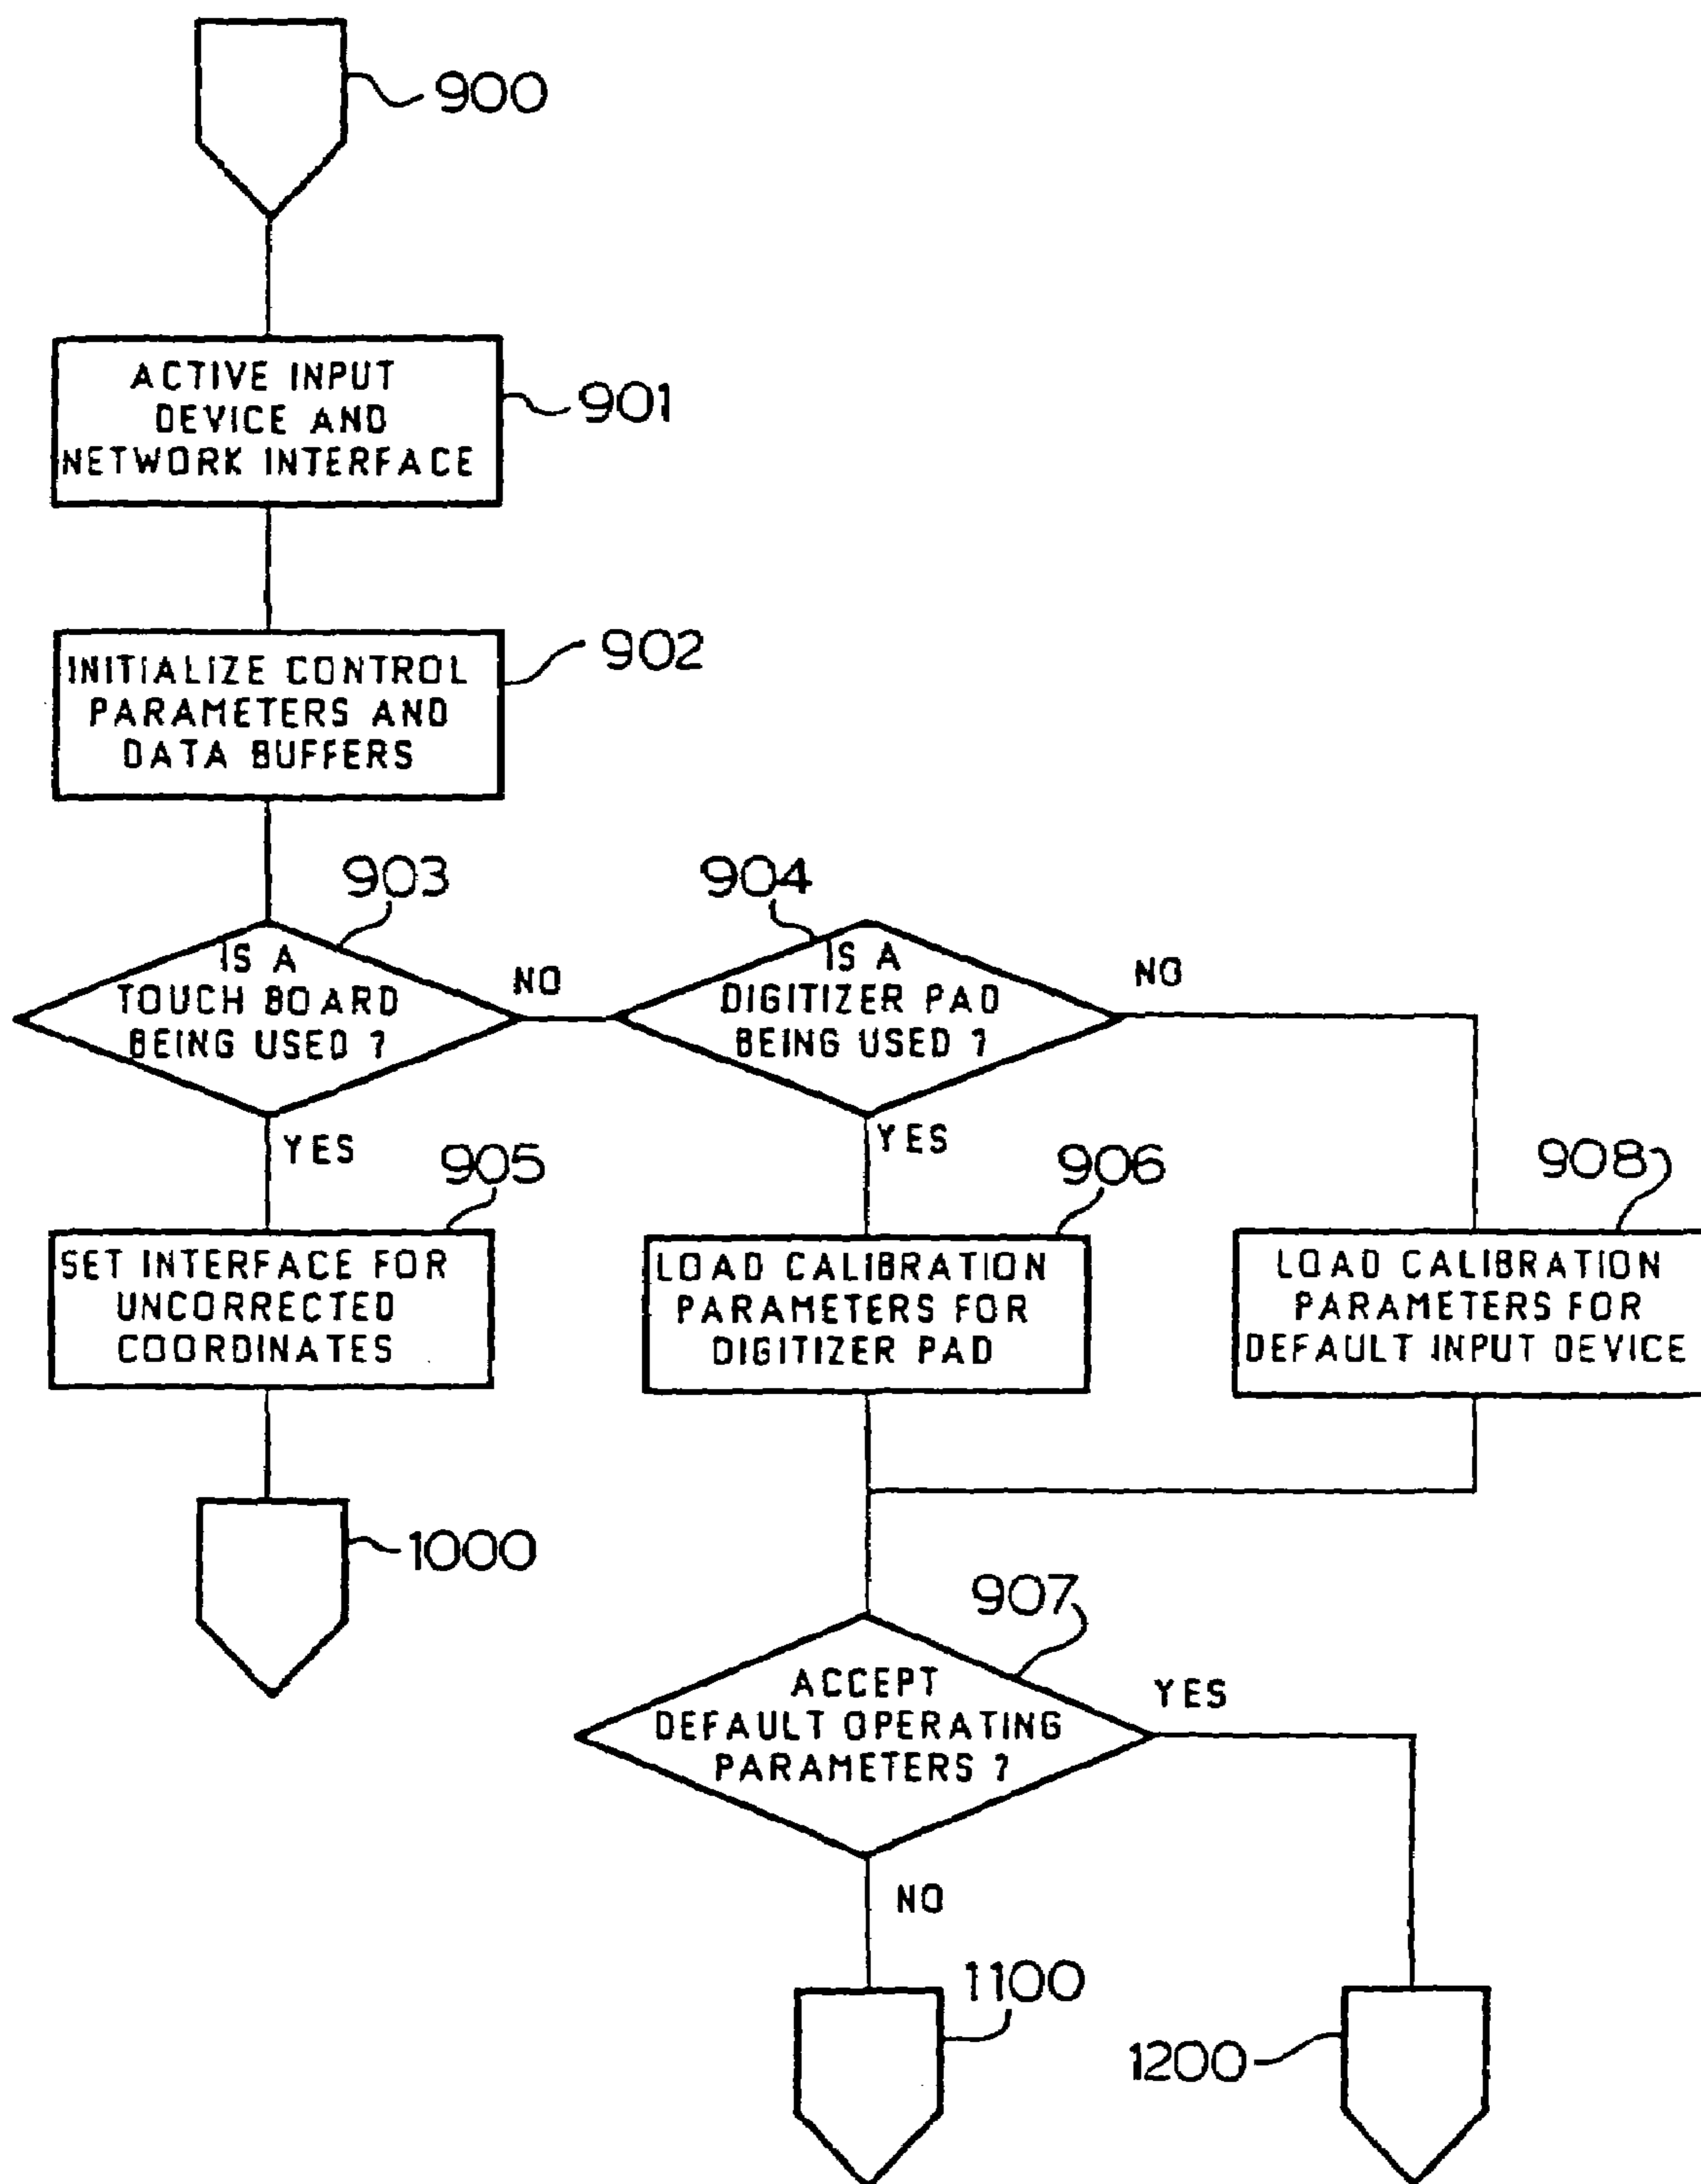 900
ACTIVE INPUT
DEVICE AND
NETWORK INTERFACE
901
INITIALIZE CONTROL
PARAMETERS AND
DATA BUFFERS
902
903
IS A
TOUCH BOARD
BEING USED ?
NO
904
IS A
DIGITIZER PAD
BEING USED ?
NO
YES
YES
905
SET INTERFACE FOR
UNCORRECTED
COORDINATES
906
LOAD CALIBRATION
PARAMETERS FOR
DIGITIZER PAD
908
LOAD CALIBRATION
PARAMETERS FOR
DEFAULT INPUT DEVICE
1000
907
ACCEPT
DEFAULT OPERATING
PARAMETERS ?
YES
NO
1100
1200